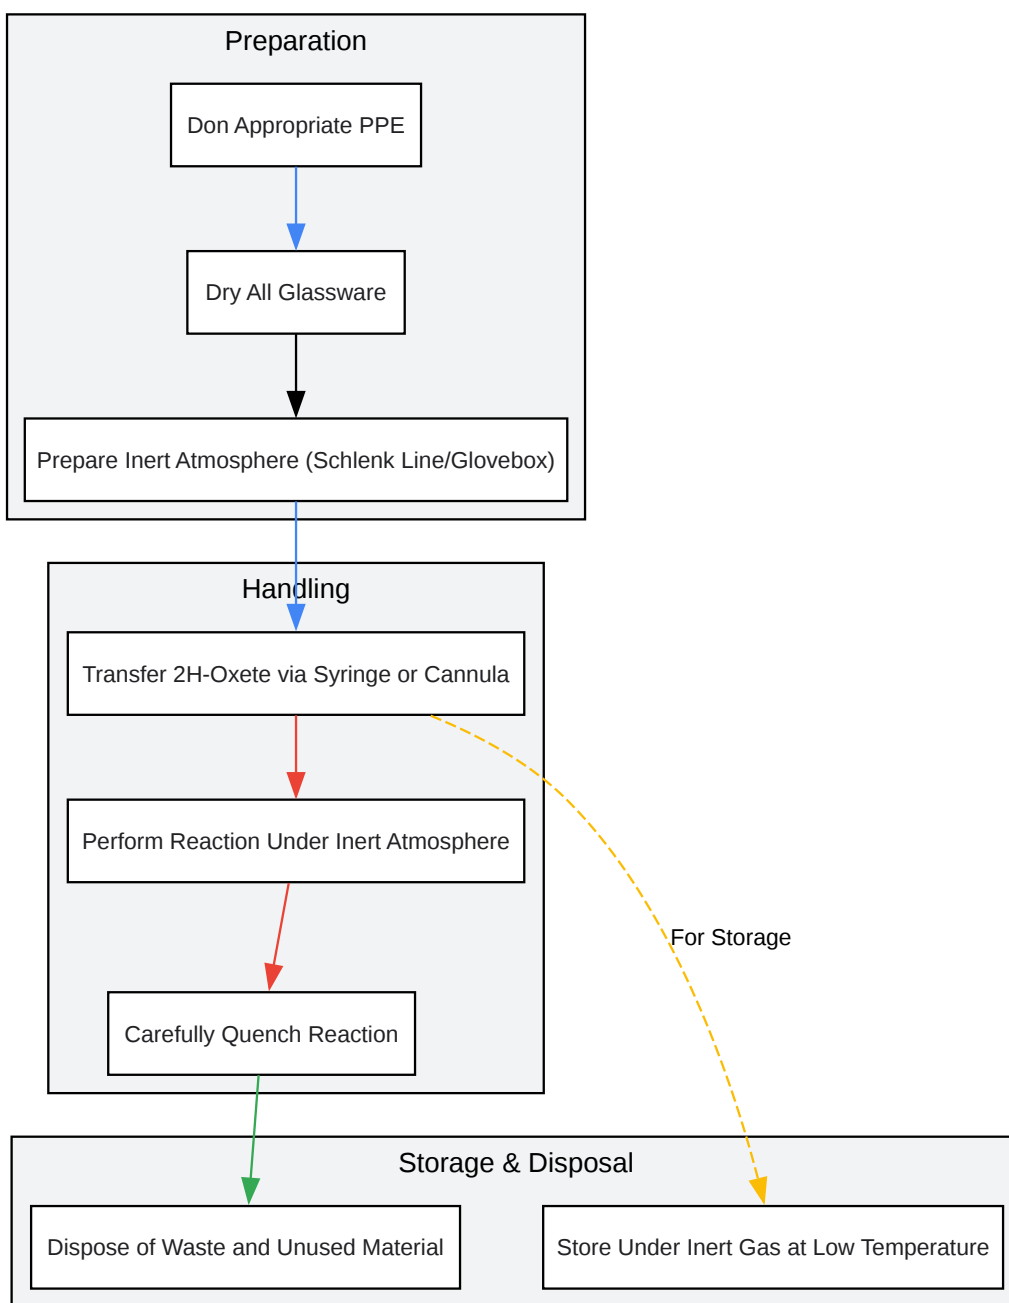 Preparation
Don Appropriate PPE
Dry All Glassware
Prepare Inert Atmosphere (Schlenk Line/Glovebox)
Handling
Transfer 2H-Oxete via Syringe or Cannula
Perform Reaction Under Inert Atmosphere
For Storage
Carefully Quench Reaction
Storage & Disposal
Dispose of Waste and Unused Material
Store Under Inert Gas at Low Temperature